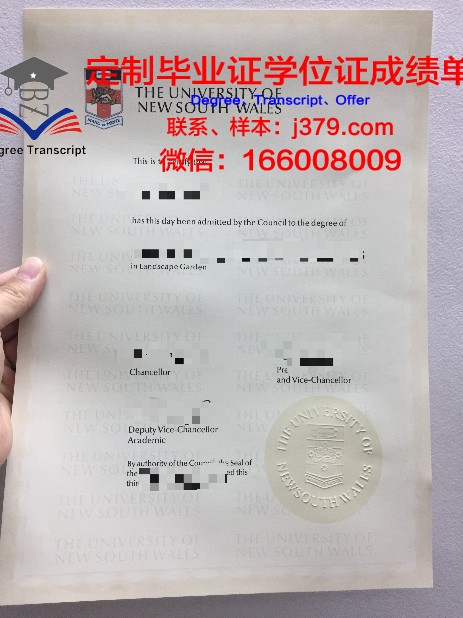 定制毕业证学位证成绩单
THE UNIVERSITY OF
NEW SOUTH WALES
Degree、Transcript、Offer
联系、样本：j379.com
微信：166008009
BZ
gree Transcript
This is
has this day been admitted by the Council to the degree of
in Landscape Garden
Chancellor
and Vice-Chancellor
Deputy Vice-Chancellor
Academic
By authority of the Council, the Seal of
the
this
THE UNIVERSITY OF
NEW SOUTH WALES